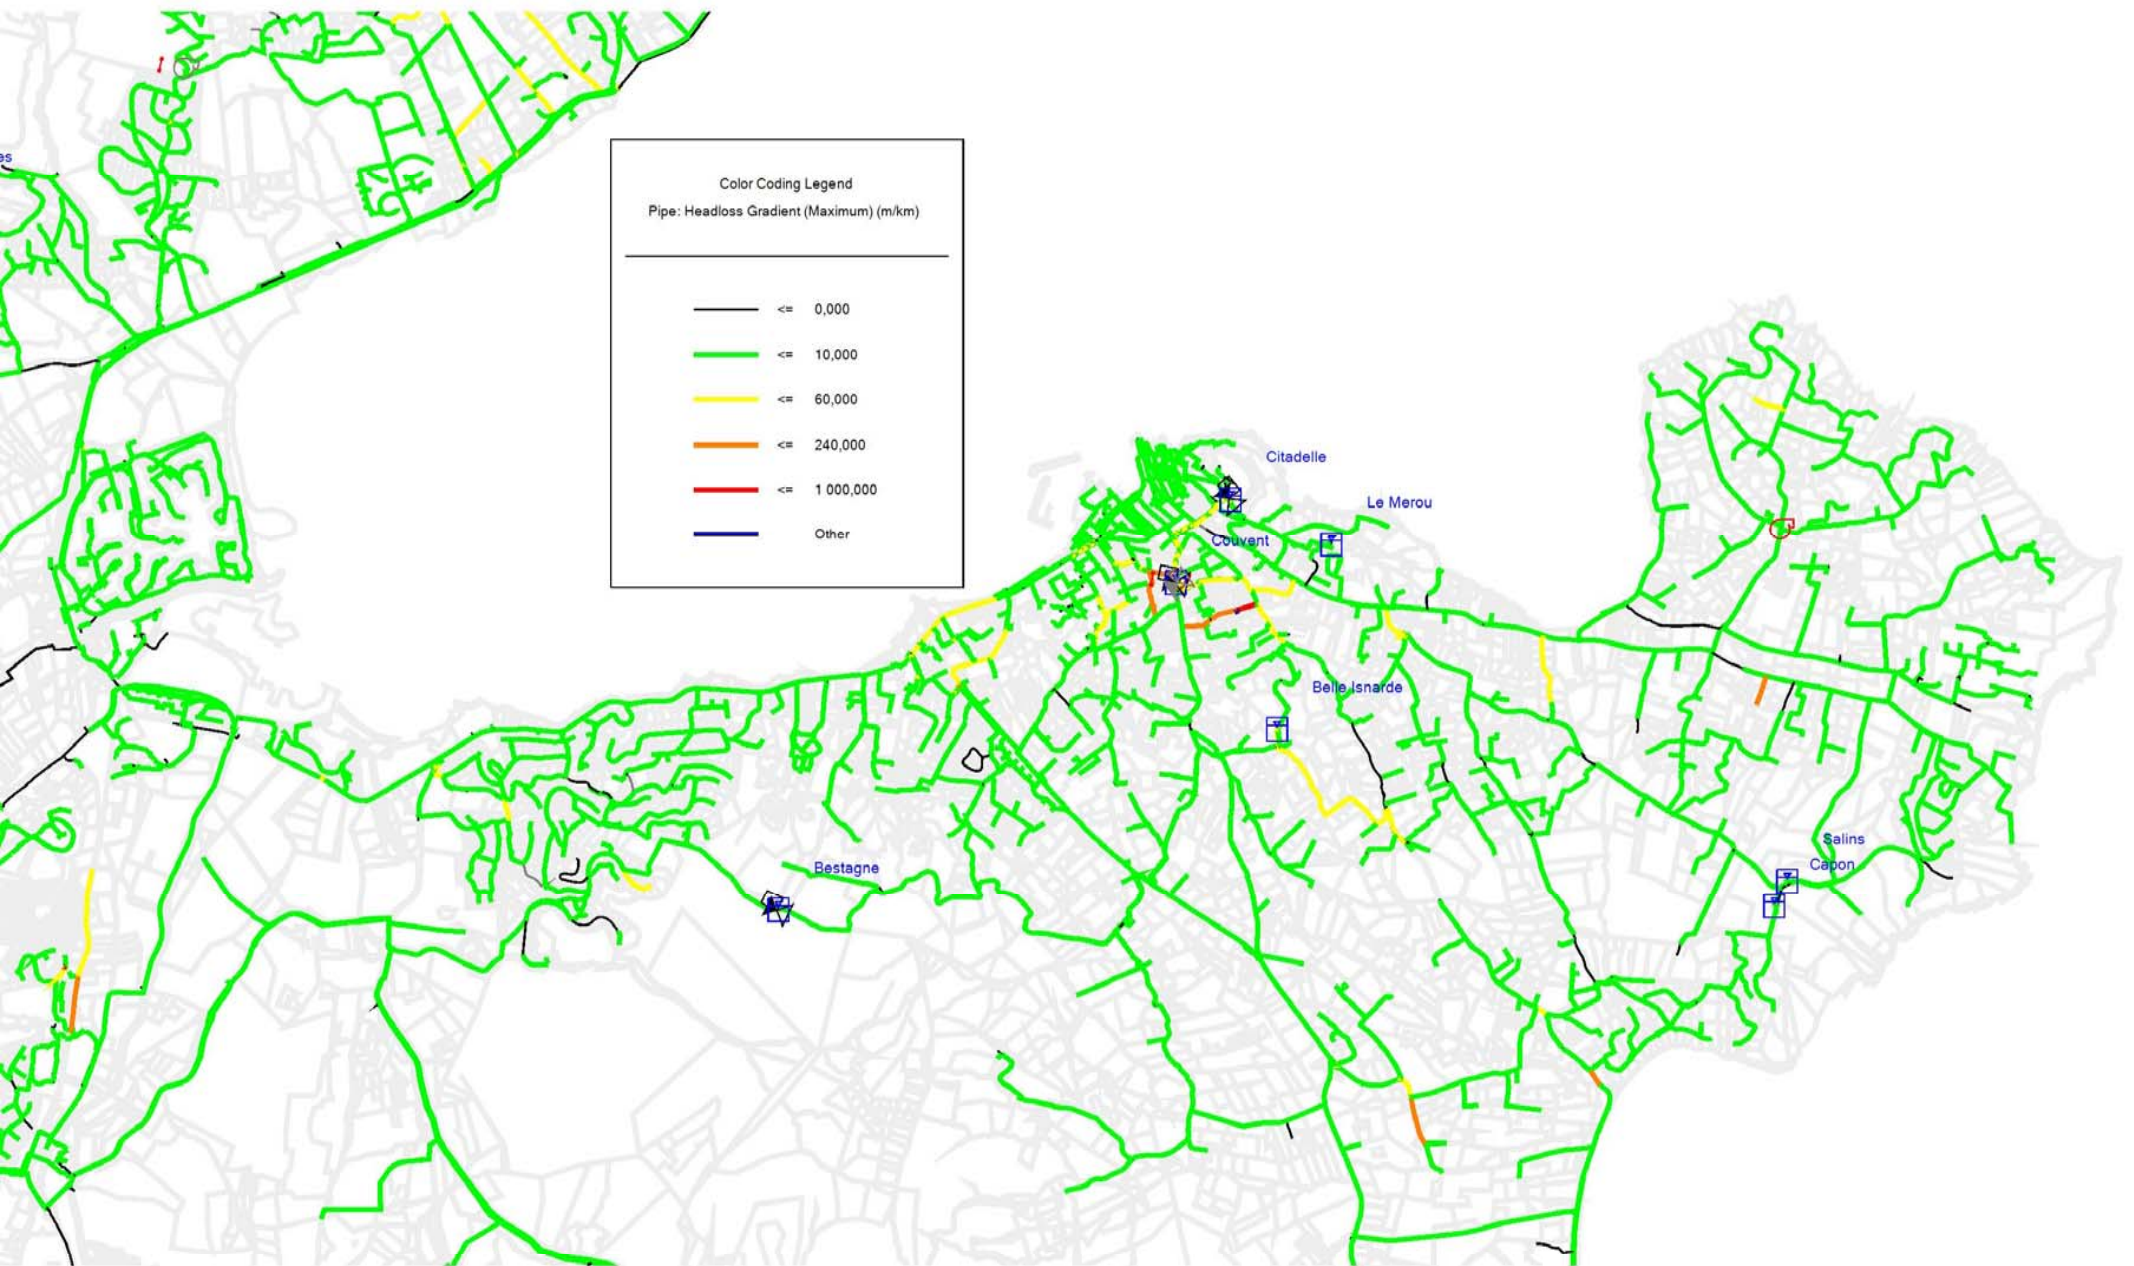 es
Color Coding Legend
Pipe: Headloss Gradient (Maximum) (m/km)
<= 0,000
<= 10,000
<= 60,000
<= 240,000
<= 1 000,000
Other
Citadelle
Le Merou
Couvent
Belle Isnarde
Salins
Capon
Bestagne